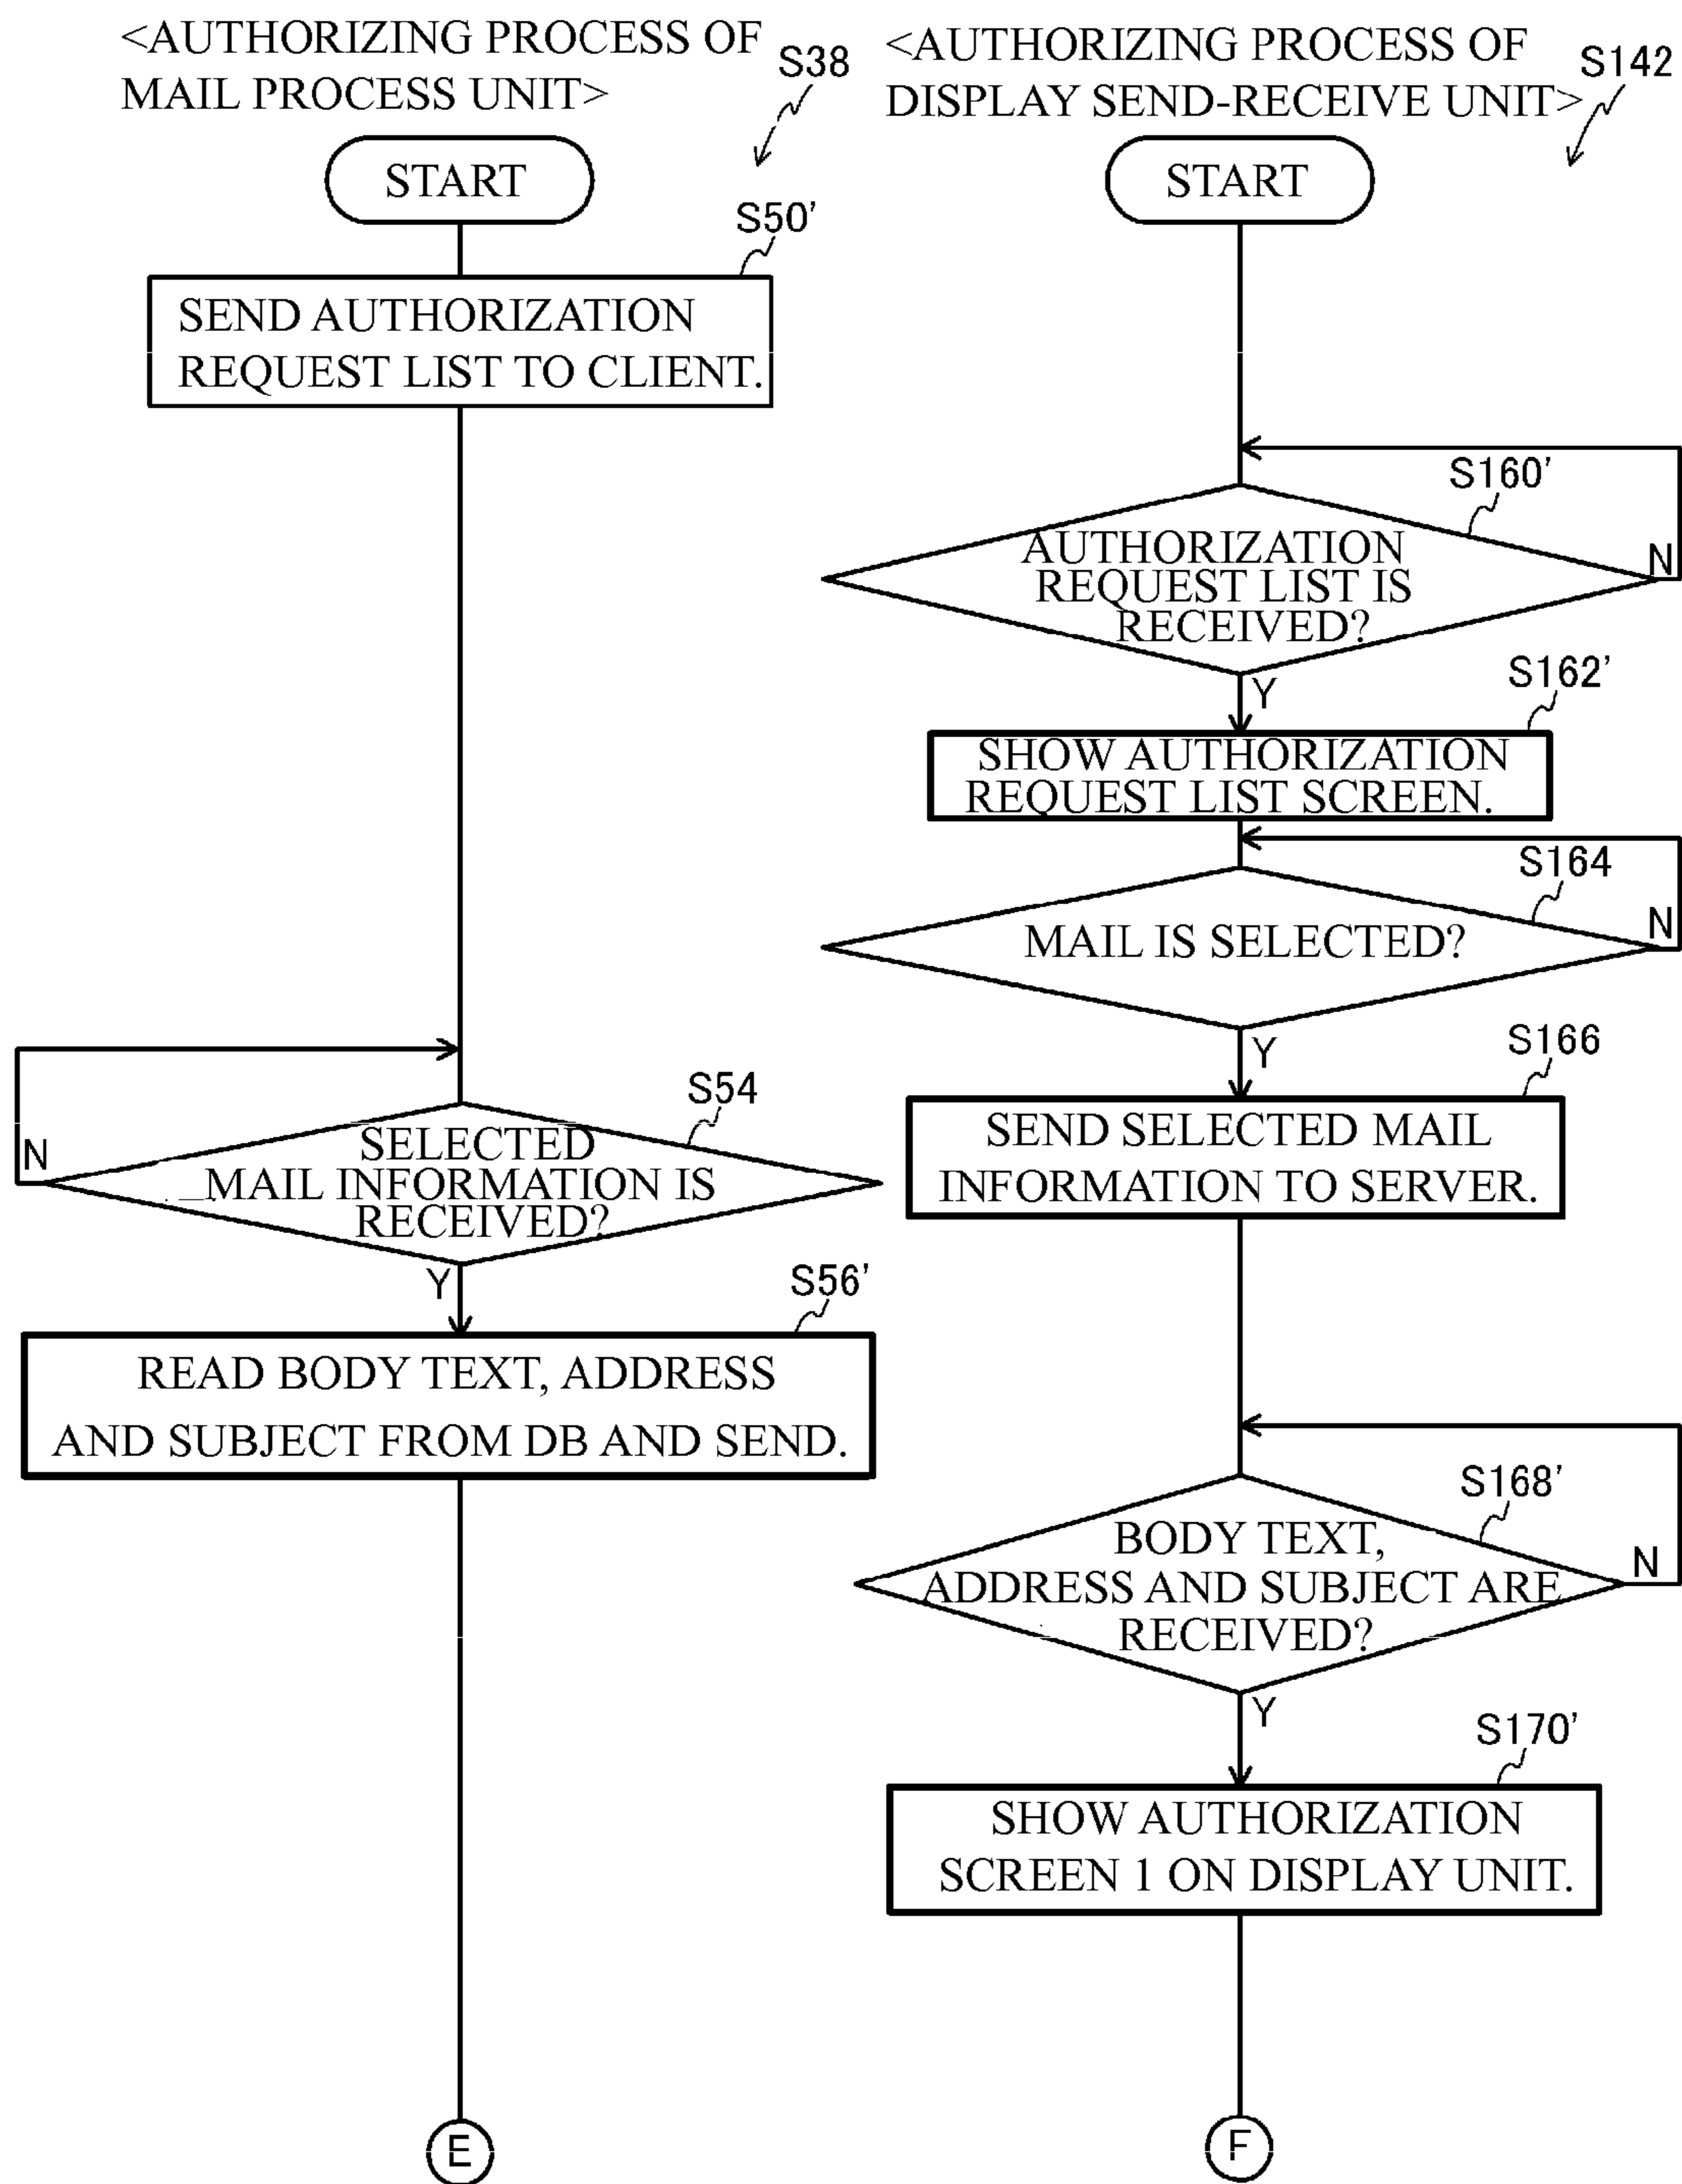 <AUTHORIZING PROCESS OF
MAIL PROCESS UNIT>
S38
START
S50'
SEND AUTHORIZATION
REQUEST LIST TO CLIENT.
N
S54
SELECTED
MAIL INFORMATION IS
RECEIVED?
Y
S56'
READ BODY TEXT, ADDRESS
AND SUBJECT FROM DB AND SEND.
E
<AUTHORIZING PROCESS OF
DISPLAY SEND-RECEIVE UNIT>
S142
START
S160'
AUTHORIZATION
REQUEST LIST IS
RECEIVED?
N
Y
S162'
SHOW AUTHORIZATION
REQUEST LIST SCREEN.
S164
MAIL IS SELECTED?
N
Y
S166
SEND SELECTED MAIL
INFORMATION TO SERVER.
S168'
BODY TEXT,
ADDRESS AND SUBJECT ARE
RECEIVED?
N
Y
S170'
SHOW AUTHORIZATION
SCREEN 1 ON DISPLAY UNIT.
F